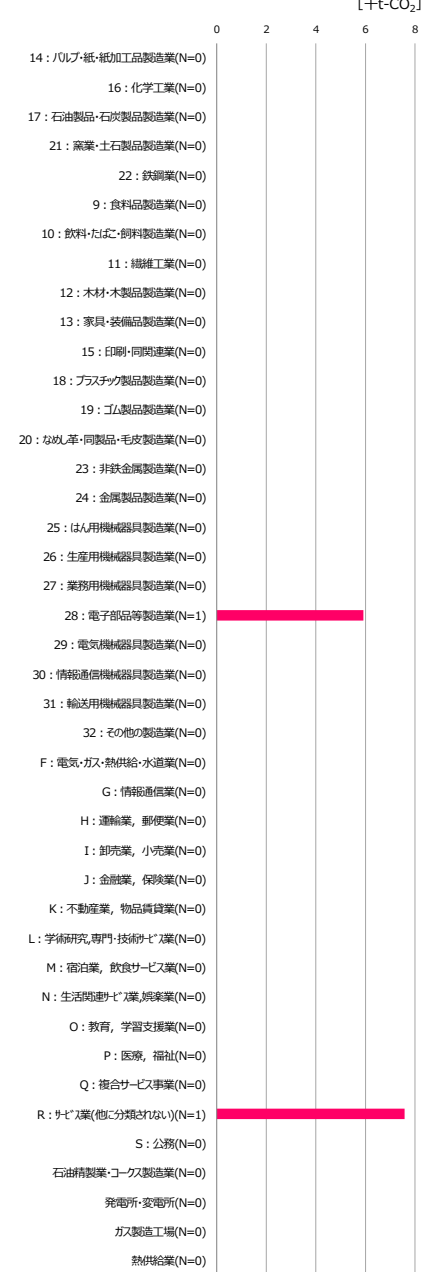 [千t-CO₂]
0 2 4 6 8
14：パルプ・紙・紙加工品製造業(N=0)
16：化学工業(N=0)
17：石油製品・石炭製品製造業(N=0)
21：窯業・土石製品製造業(N=0)
22：鉄鋼業(N=0)
9：食料品製造業(N=0)
10：飲料・たばこ・飼料製造業(N=0)
11：繊維工業(N=0)
12：木材・木製品製造業(N=0)
13：家具・装備品製造業(N=0)
15：印刷・同関連業(N=0)
18：プラスチック製品製造業(N=0)
19：ゴム製品製造業(N=0)
20：なめし革・同製品・毛皮製造業(N=0)
23：非鉄金属製造業(N=0)
24：金属製品製造業(N=0)
25：はん用機械器具製造業(N=0)
26：生産用機械器具製造業(N=0)
27：業務用機械器具製造業(N=0)
28：電子部品等製造業(N=1)
29：電気機械器具製造業(N=0)
30：情報通信機械器具製造業(N=0)
31：輸送用機械器具製造業(N=0)
32：その他の製造業(N=0)
F：電気・ガス・熱供給・水道業(N=0)
G：情報通信業(N=0)
H：運輸業，郵便業(N=0)
I：卸売業，小売業(N=0)
J：金融業，保険業(N=0)
K：不動産業，物品賃貸業(N=0)
L：学術研究,専門・技術ｻｰﾋﾞｽ業(N=0)
M：宿泊業，飲食サービス業(N=0)
N：生活関連ｻｰﾋﾞｽ業,娯楽業(N=0)
O：教育，学習支援業(N=0)
P：医療，福祉(N=0)
Q：複合サービス事業(N=0)
R：ｻｰﾋﾞｽ業(他に分類されない)(N=1)
S：公務(N=0)
石油精製業・コークス製造業(N=0)
発電所・変電所(N=0)
ガス製造工場(N=0)
熱供給業(N=0)